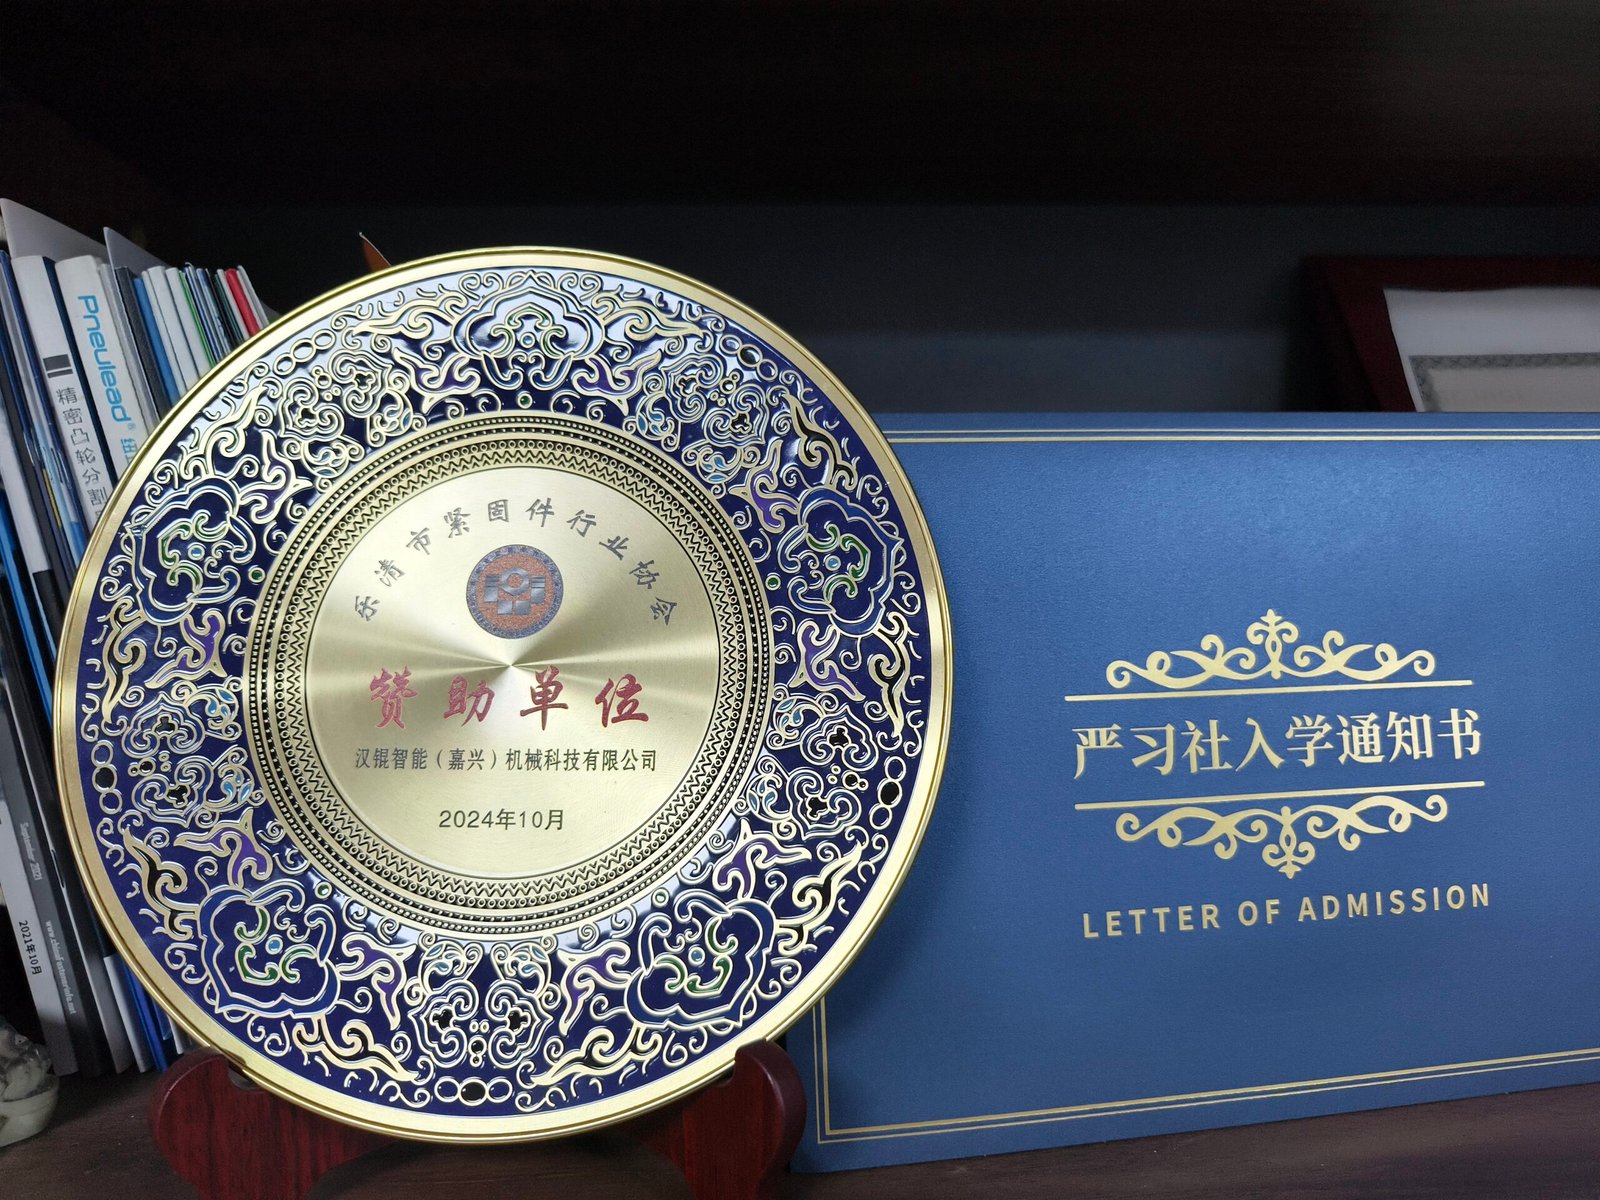 Pneulead®
精密凸轮分割
September 2021
2021年10月
乐清市紧固件行业协会
赞助单位
汉锟智能（嘉兴）机械科技有限公司
2024年10月
严习社入学通知书
LETTER OF ADMISSION